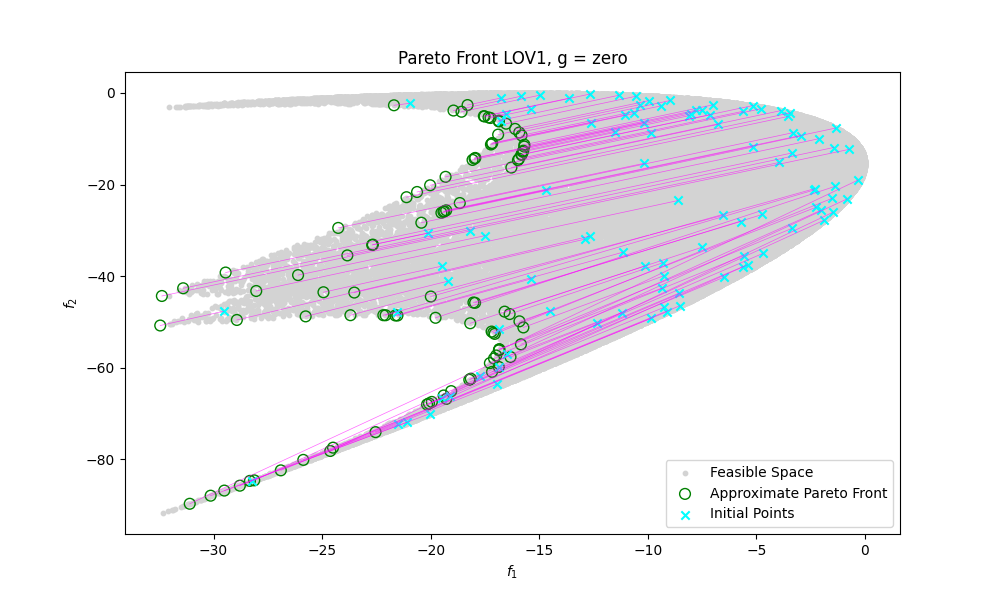 Pareto Front LOV1, g = zero
0
−20
−40
−60
−80
f2
−30
−25
−20
−15
−10
−5
0
f1
Feasible Space
Approximate Pareto Front
Initial Points